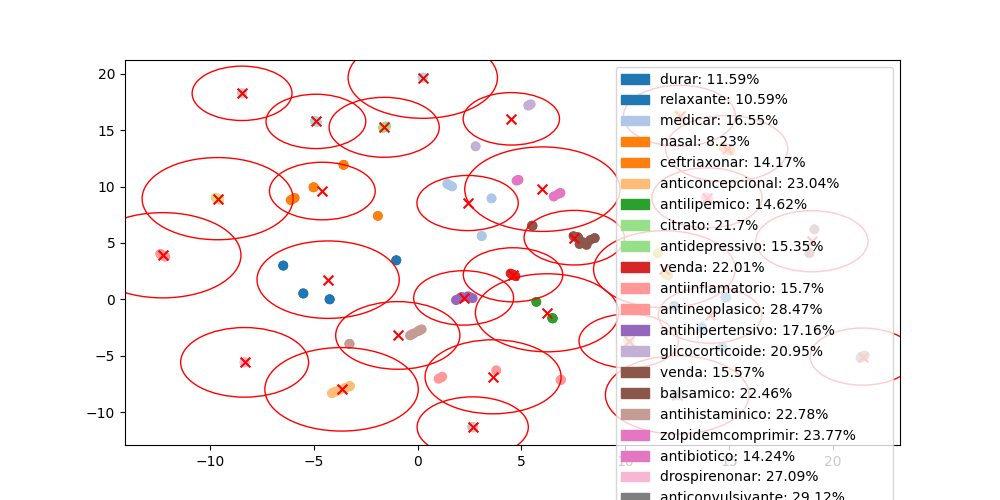 20
15
10
5
0
−5
−10
−10
−5
0
5
10
15
20
durar: 11.59%
relaxante: 10.59%
medicar: 16.55%
nasal: 8.23%
ceftriaxonar: 14.17%
anticoncepcional: 23.04%
antilipemico: 14.62%
citrato: 21.7%
antidepressivo: 15.35%
venda: 22.01%
antiinflamatorio: 15.7%
antineoplasico: 28.47%
antihipertensivo: 17.16%
glicocorticoide: 20.95%
venda: 15.57%
balsamico: 22.46%
antihistaminico: 22.78%
zolpidemcomprimir: 23.77%
antibiotico: 14.24%
drospirenonar: 27.09%
anticonvulsivante: 29.12%